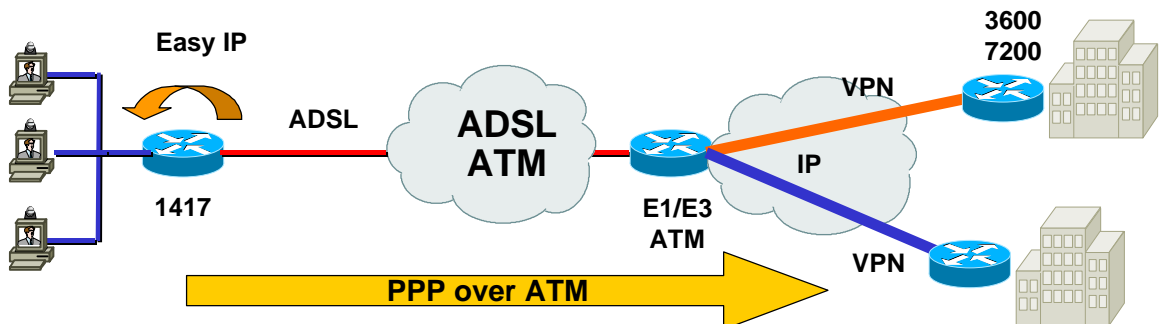 Easy IP
3600
7200
VPN
ADSL
ADSL
ATM
IP
1417
E1/E3
ATM
VPN
PPP over ATM